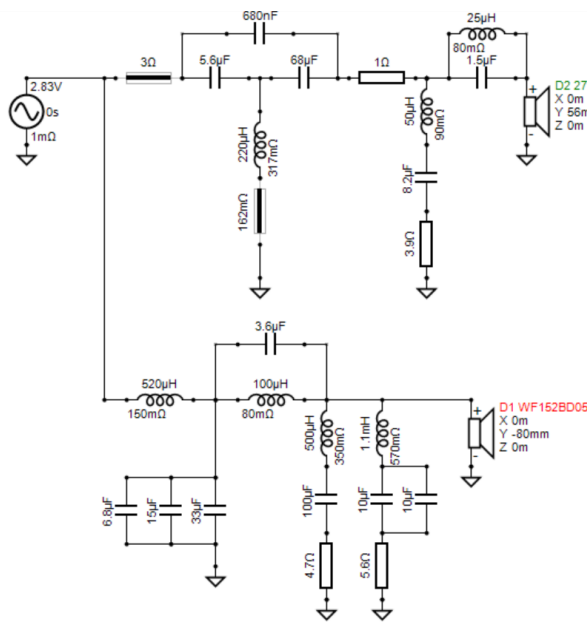 680nF
25µH
3Ω
5.6µF
68µF
1Ω
80mΩ
1.5µF
2.83V
0s
1mΩ
D2 27
X 0m
Y 56m
Z 0m
50µH
90mΩ
220µH
317mΩ
8.2µF
162mΩ
3.9Ω
3.6µF
520µH
100µH
150mΩ
80mΩ
D1 WF152BD05
X 0m
Y -80mm
Z 0m
500µH
350mΩ
1.1mH
570mΩ
6.8µF
15µF
33µF
100µF
10µF
10µF
4.7Ω
5.6Ω